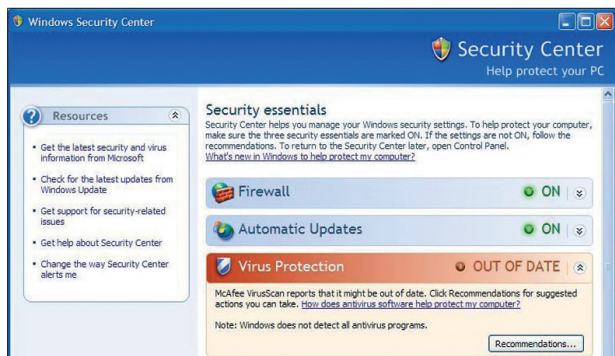 Windows Security Center
Security Center
Help protect your PC
Resources
• Get the latest security and virus
information from Microsoft
• Check for the latest updates from
Windows Update
• Get support for security-related
issues
• Get help about Security Center
• Change the way Security Center
alerts me
Security essentials
Security Center helps you manage your Windows security settings. To help protect your computer,
make sure the three security essentials are marked ON. If the settings are not ON, follow the
recommendations. To return to the Security Center later, open Control Panel.
What's new in Windows to help protect my computer?
Firewall ON
Automatic Updates ON
Virus Protection OUT OF DATE
McAfee VirusScan reports that it might be out of date. Click Recommendations for suggested
actions you can take. How does antivirus software help protect my computer?
Note: Windows does not detect all antivirus programs.
Recommendations...